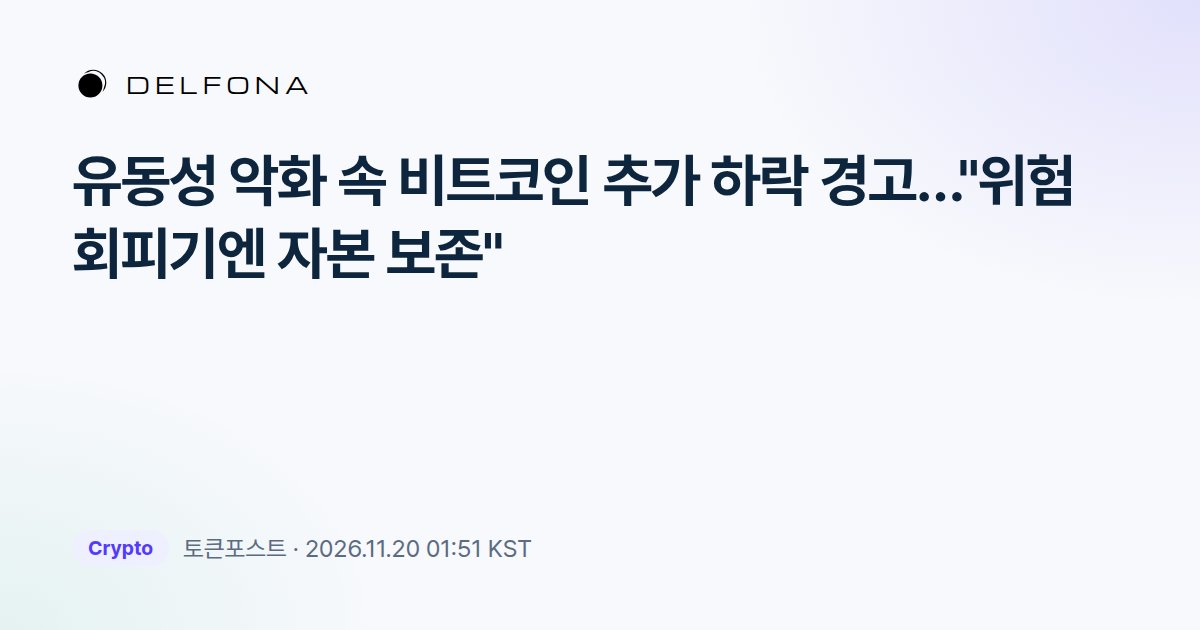 DELFONA
유동성 악화 속 비트코인 추가 하락 경고…"위험
회피기엔 자본 보존"
Crypto 토큰포스트 · 2026.11.20 01:51 KST